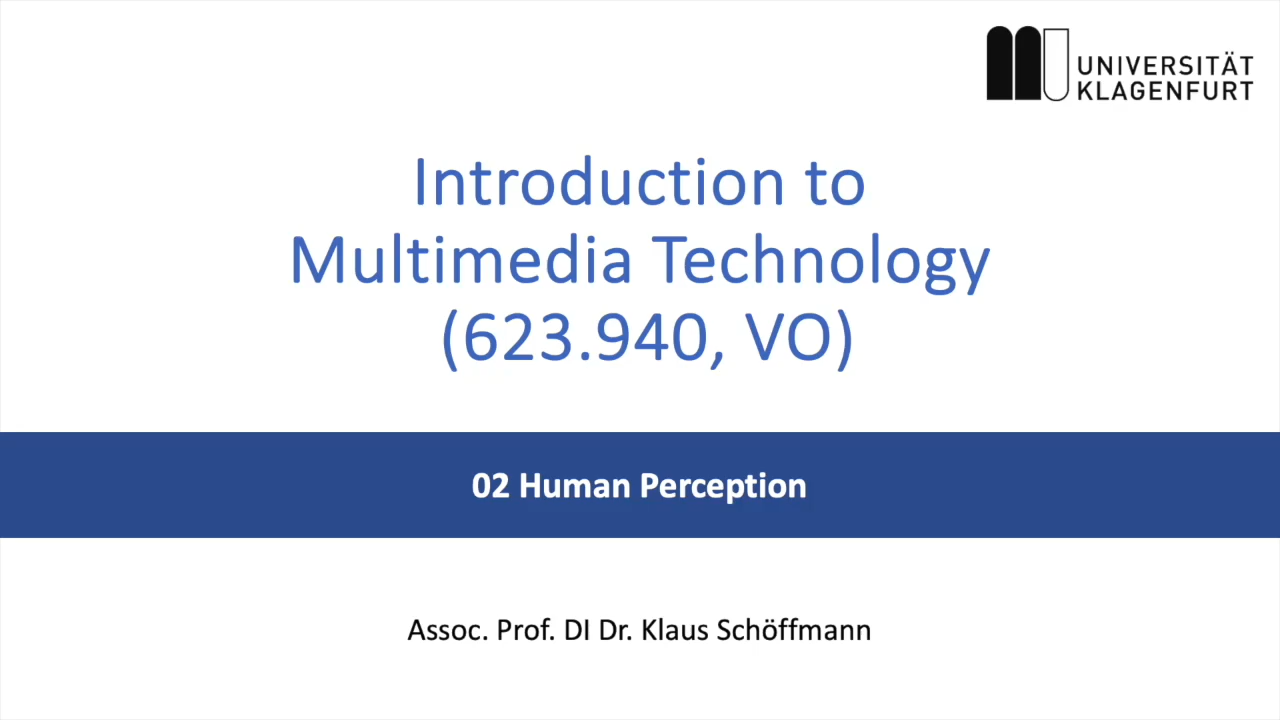 UNIVERSITÄT
KLAGENFURT
Introduction to
Multimedia Technology
(623.940, VO)
02 Human Perception
Assoc. Prof. DI Dr. Klaus Schöffmann